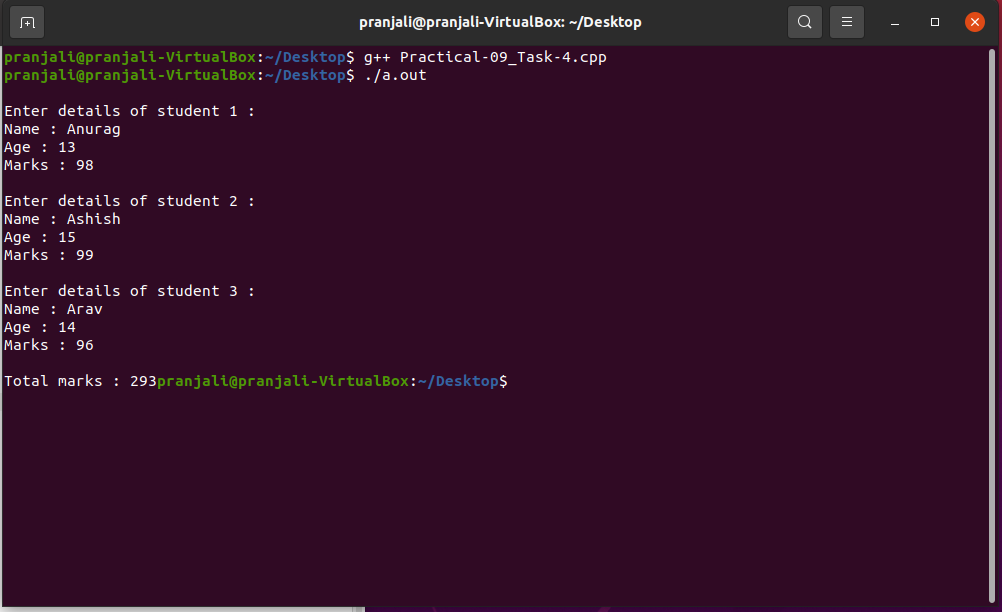 pranjali@pranjali-VirtualBox: ~/Desktop
pranjali@pranjali-VirtualBox:~/Desktop$ g++ Practical-09_Task-4.cpp
pranjali@pranjali-VirtualBox:~/Desktop$ ./a.out
Enter details of student 1 :
Name : Anurag
Age : 13
Marks : 98
Enter details of student 2 :
Name : Ashish
Age : 15
Marks : 99
Enter details of student 3 :
Name : Arav
Age : 14
Marks : 96
Total marks : 293pranjali@pranjali-VirtualBox:~/Desktop$